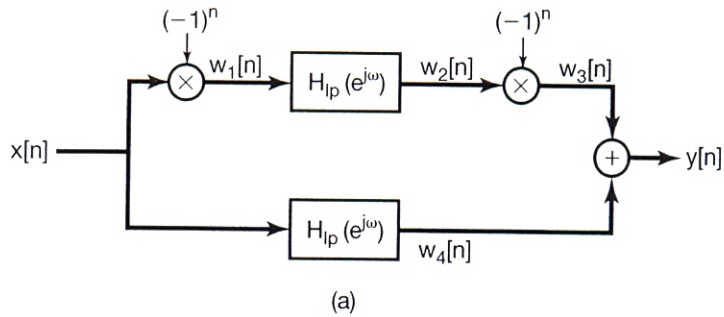 (-1)ⁿ
(-1)ⁿ
w₁[n]
w₂[n]
w₃[n]
×
H_lp (e^jω)
×
x[n]
+
y[n]
H_lp (e^jω)
w₄[n]
(a)